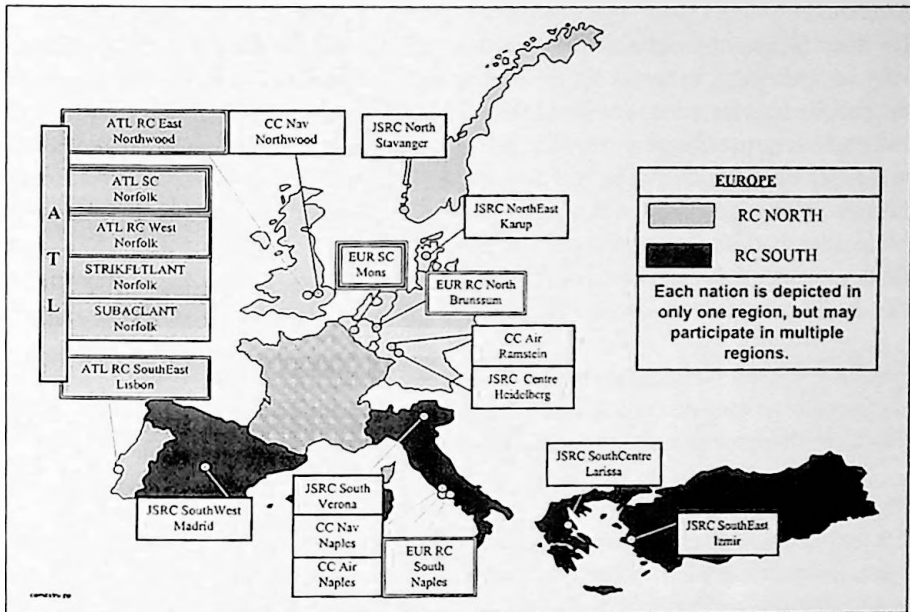 ATL
ATL RC East
Northwood
ATL SC
Norfolk
ATL RC West
Norfolk
STRIKFLTLANT
Norfolk
SUBACLANT
Norfolk
ATL RC SouthEast
Lisbon
CC Nav
Northwood
JSRC North
Stavanger
JSRC NorthEast
Karup
EUR SC
Mons
EUR RC North
Brunssum
CC Air
Ramstein
JSRC Centre
Heidelberg
EUROPE
RC NORTH
RC SOUTH
Each nation is depicted in
only one region, but may
participate in multiple
regions.
JSRC SouthWest
Madrid
JSRC South
Verona
CC Nav
Naples
CC Air
Naples
EUR RC
South
Naples
JSRC SouthCentre
Larissa
JSRC SouthEast
Izmir